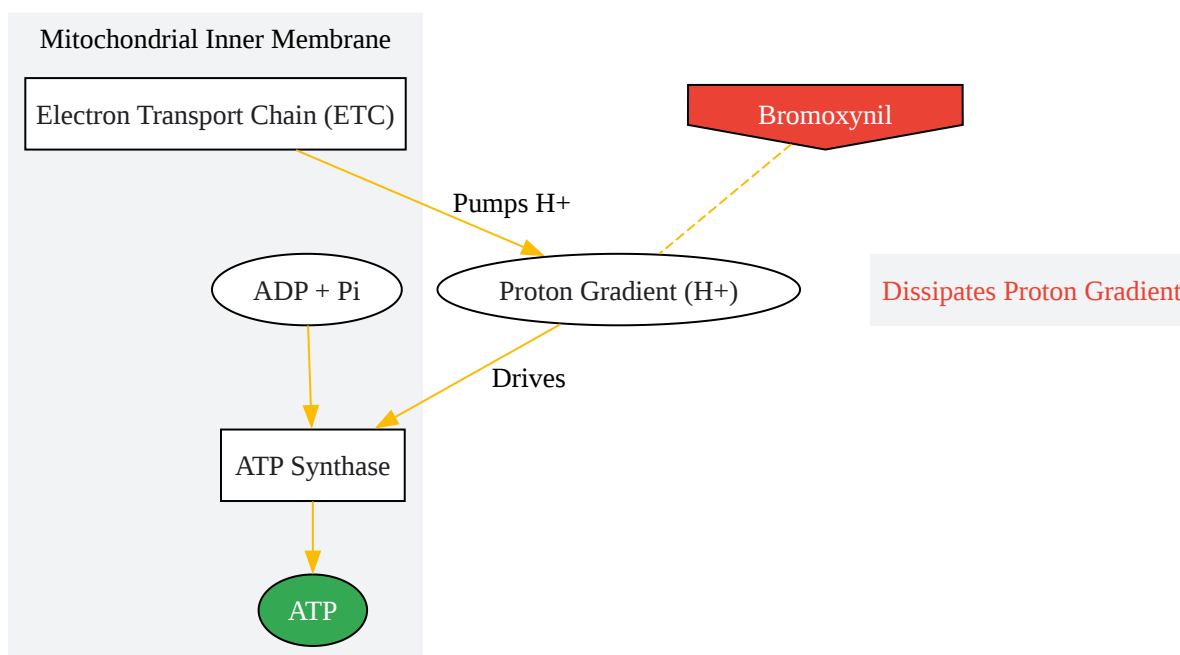 Mitochondrial Inner Membrane
Electron Transport Chain (ETC)
Bromoxynil
Pumps H+
ADP + Pi
Proton Gradient (H+)
Dissipates Proton Gradient
Drives
ATP Synthase
ATP